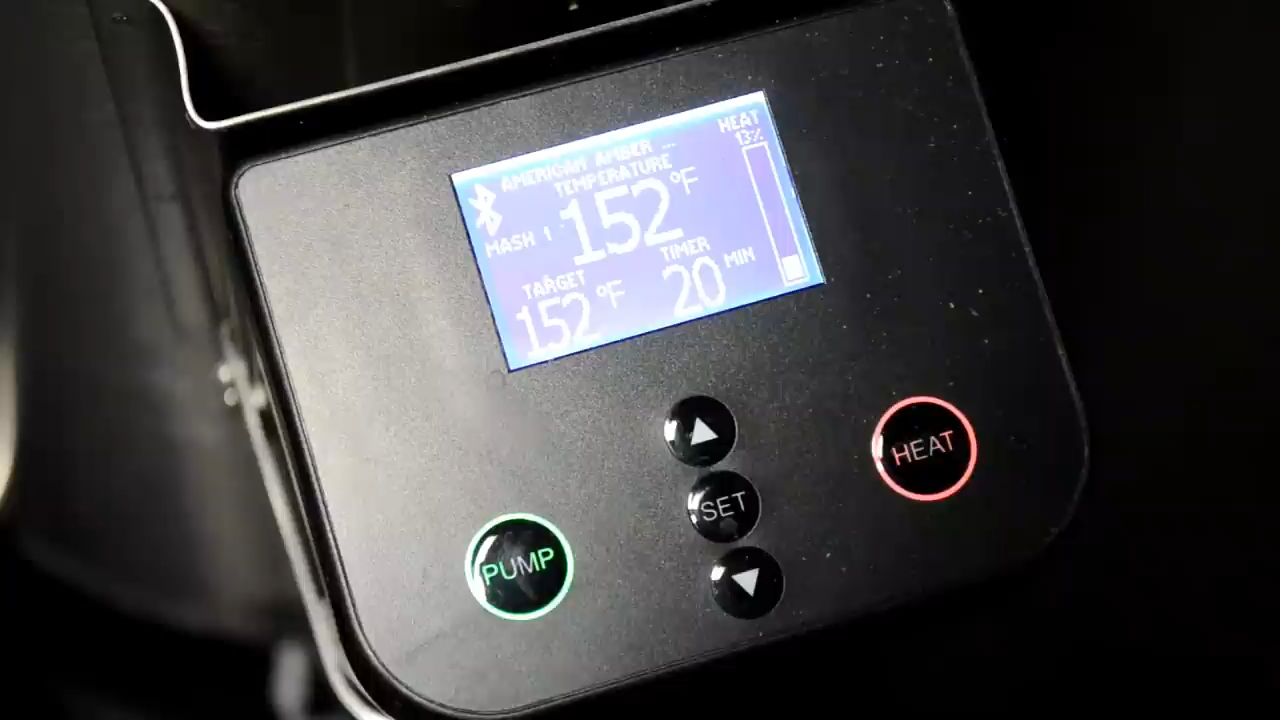 HEAT
13%
AMERICAN AMBER ...
TEMPERATURE
152°F
MASH 1
TARGET
152°F
TIMER
20 MIN
HEAT
SET
PUMP